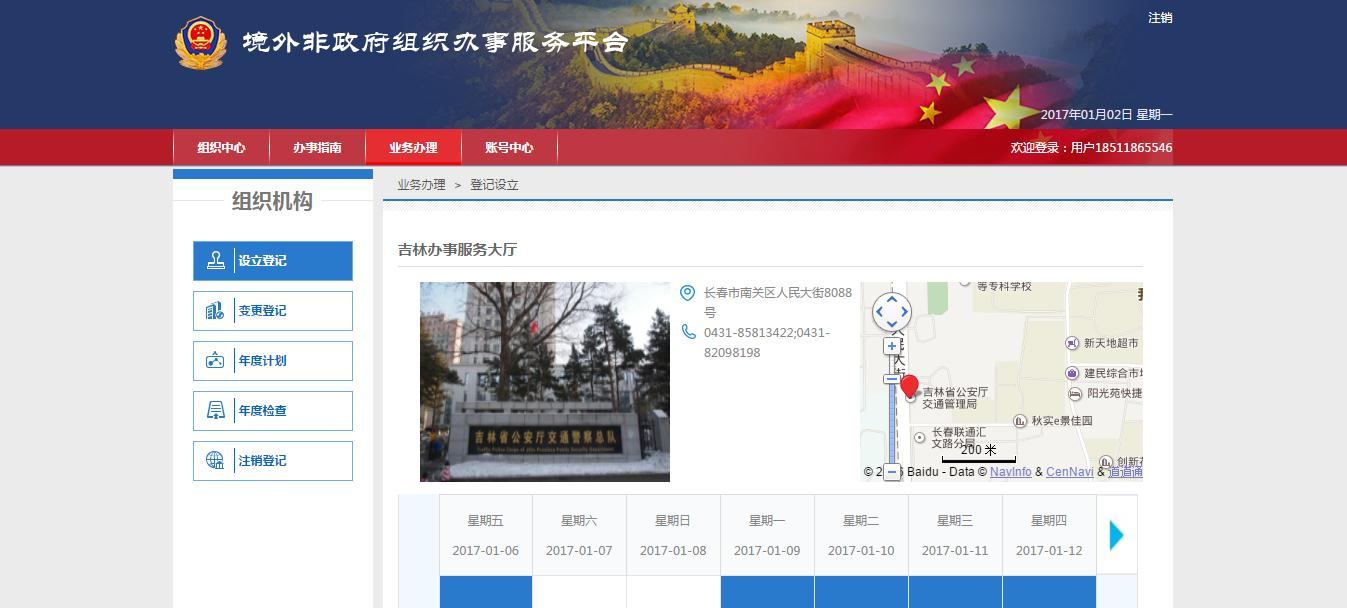 注销
境外非政府组织办事服务平台
2017年01月02日 星期一
组织中心 办事指南 业务办理 账号中心
欢迎登录：用户18511865546
组织机构
设立登记
变更登记
年度计划
年度检查
注销登记
业务办理 > 登记设立
吉林办事服务大厅
吉林省公安厅交通警察总队
长春市南关区人民大街8088
号
0431-85813422;0431-
82098198
等专科学校
新天地超市
建民综合市
阳光苑快捷
吉林省公安厅
交通管理局
秋实e景佳园
长春联通汇
文路分局
200 米
创新
Baidu - Data © NavInfo & CenNavi & 道道通
星期五 星期六 星期日 星期一 星期二 星期三 星期四
2017-01-06 2017-01-07 2017-01-08 2017-01-09 2017-01-10 2017-01-11 2017-01-12